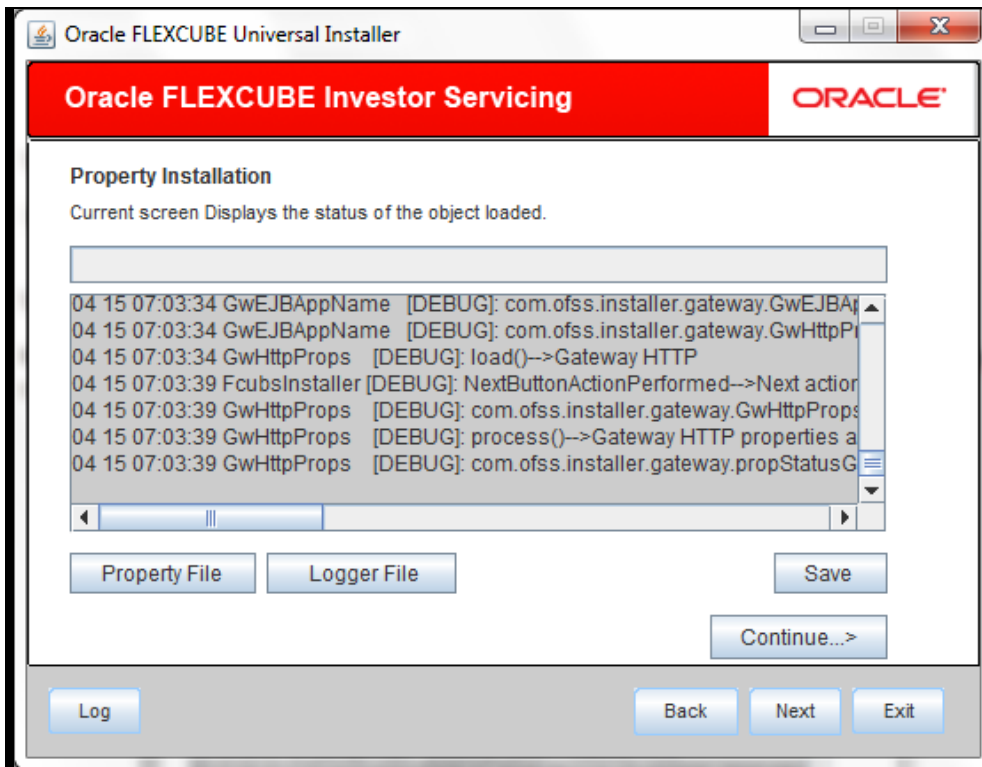 Oracle FLEXCUBE Universal Installer
Oracle FLEXCUBE Investor Servicing
ORACLE
Property Installation
Current screen Displays the status of the object loaded.
04 15 07:03:34 GwEJBAppName [DEBUG]: com.ofss.installer.gateway.GwEJBAp
04 15 07:03:34 GwEJBAppName [DEBUG]: com.ofss.installer.gateway.GwHttpP
04 15 07:03:34 GwHttpProps [DEBUG]: load()-->Gateway HTTP
04 15 07:03:39 FcubsInstaller [DEBUG]: NextButtonActionPerformed-->Next action
04 15 07:03:39 GwHttpProps [DEBUG]: com.ofss.installer.gateway.GwHttpProps
04 15 07:03:39 GwHttpProps [DEBUG]: process()-->Gateway HTTP properties a
04 15 07:03:39 GwHttpProps [DEBUG]: com.ofss.installer.gateway.propStatusG
Property File Logger File Save
Continue...>
Log Back Next Exit